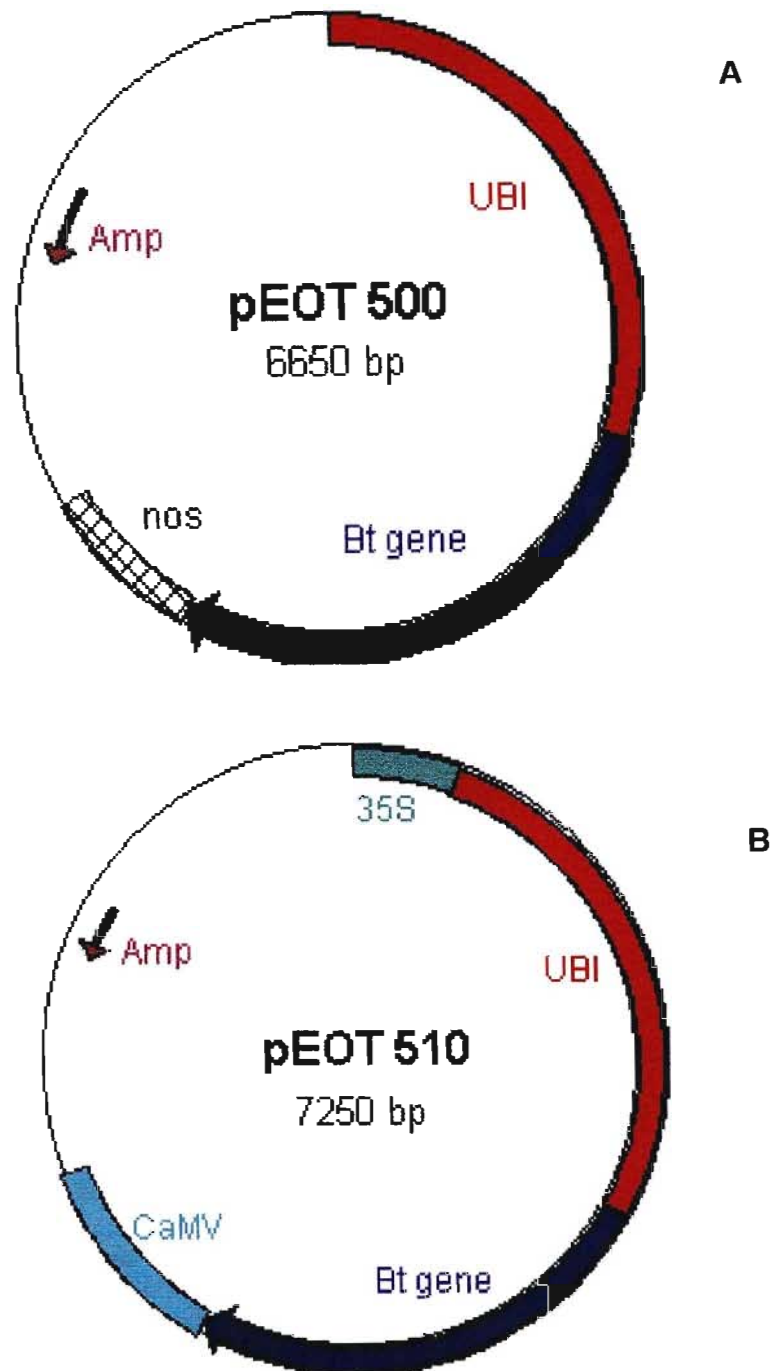 A
UBI
Amp
pEOT 500
6650 bp
nos
Bt gene
35S
B
Amp
UBI
pEOT 510
7250 bp
CaMV
Bt gene